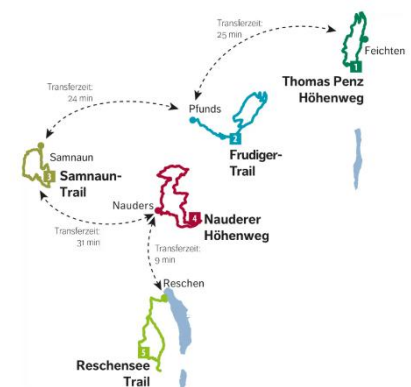 Transferzeit:
25 min
Feichten
1
Thomas Penz
Höhenweg
Transferzeit:
24 min
Pfunds
2
Frudiger-
Trail
Samnaun
3
Samnaun-
Trail
Nauders
4
Nauderer
Höhenweg
Transferzeit:
31 min
Transferzeit:
9 min
Reschen
5
Reschensee
Trail